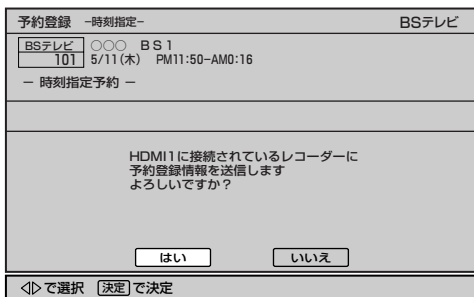 予約登録 -時刻指定- BSテレビ
BSテレビ ○○○ BS1
101 5/11(木) PM11:50-AM0:16
－ 時刻指定予約 －
HDMI1に接続されているレコーダーに
予約登録情報を送信します
よろしいですか？
はい いいえ
◁▷で選択 決定で決定